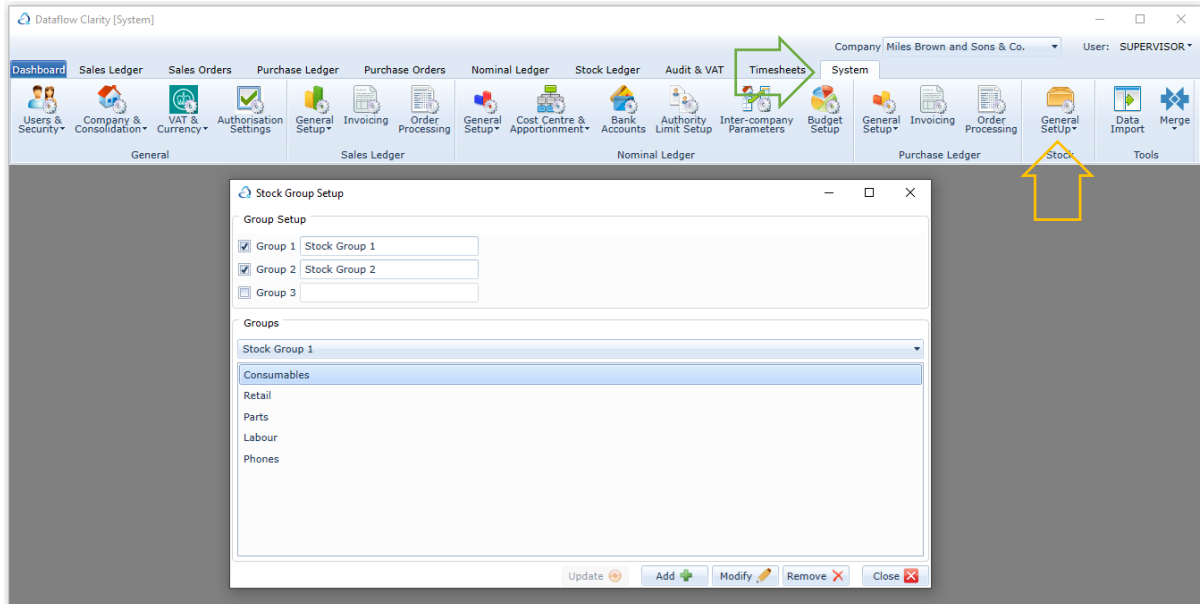 Dataflow Clarity [System]
Company Miles Brown and Sons & Co. User: SUPERVISOR
Dashboard Sales Ledger Sales Orders Purchase Ledger Purchase Orders Nominal Ledger Stock Ledger Audit & VAT Timesheets System
Users & Company & VAT & Authorisation General Invoicing Order General Cost Centre & Bank Authority Inter-company Budget General Invoicing Order General Data Merge
Security Consolidation Currency Settings Setup Processing Setup Apportionment Accounts Limit Setup Parameters Setup Setup Processing SetUp Import
General Sales Ledger Nominal Ledger Purchase Ledger Stock Tools
Stock Group Setup
Group Setup
Group 1 Stock Group 1
Group 2 Stock Group 2
Group 3
Groups
Stock Group 1
Consumables
Retail
Parts
Labour
Phones
Update Add Modify Remove Close